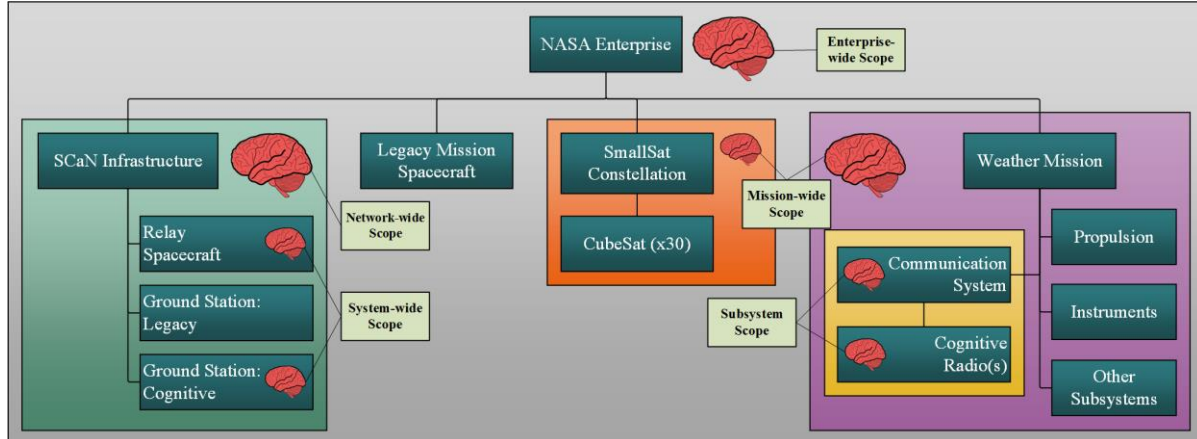 NASA Enterprise
Enterprise-
wide Scope
SCaN Infrastructure
Network-wide
Scope
Relay
Spacecraft
Ground Station:
Legacy
System-wide
Scope
Ground Station:
Cognitive
Legacy Mission
Spacecraft
SmallSat
Constellation
CubeSat (x30)
Mission-wide
Scope
Weather Mission
Communication
System
Cognitive
Radio(s)
Subsystem
Scope
Propulsion
Instruments
Other
Subsystems